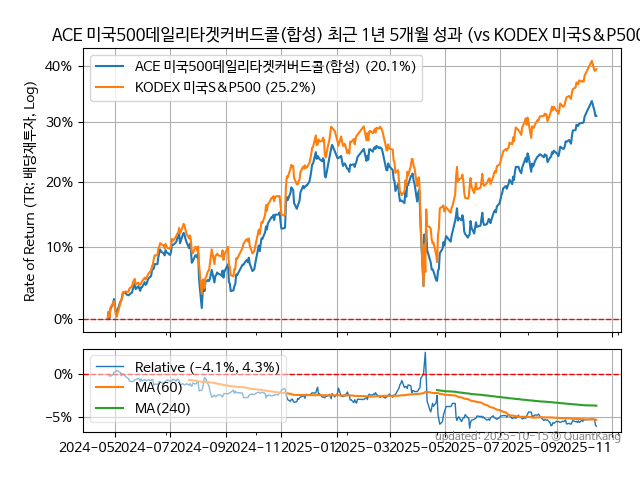 ACE 미국500데일리타겟커버드콜(합성) 최근 1년 5개월 성과 (vs KODEX 미국S&P500
40%
30%
20%
10%
0%
Rate of Return (TR: 배당재투자, Log)
ACE 미국500데일리타겟커버드콜(합성) (20.1%)
KODEX 미국S&P500 (25.2%)
0%
−5%
Relative (−4.1%, 4.3%)
MA(60)
MA(240)
2024−05 2024−07 2024−09 2024−11 2025−01 2025−03 2025−05 2025−07 2025−09 2025−11
updated: 2025-10-15 © QuantKang